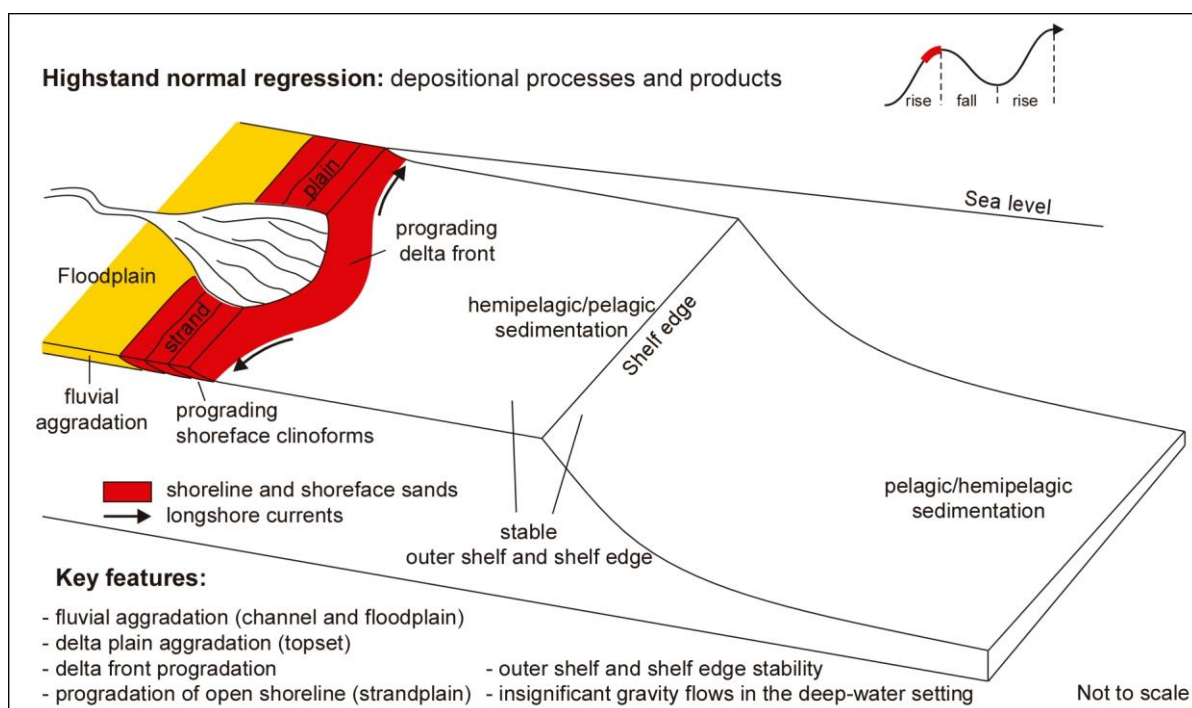 Highstand normal regression: depositional processes and products
rise fall rise
Sea level
plain
prograding
delta front
Floodplain
hemipelagic/pelagic
sedimentation
Shelf edge
strand
fluvial
aggradation
prograding
shoreface clinoforms
shoreline and shoreface sands
longshore currents
stable
outer shelf and shelf edge
pelagic/hemipelagic
sedimentation
Key features:
- fluvial aggradation (channel and floodplain)
- delta plain aggradation (topset)
- delta front progradation
- progradation of open shoreline (strandplain)
- outer shelf and shelf edge stability
- insignificant gravity flows in the deep-water setting
Not to scale